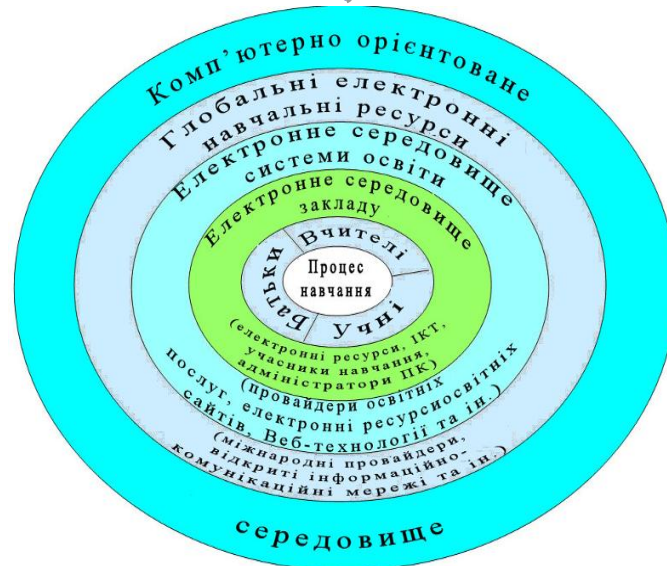 Комп’ютерно орієнтоване
Глобальні електронні
навчальні ресурси
Електронне середовище
системи освіти
Електронне середовище
закладу
Вчителі
Батьки
Учні
Процес
навчання
(електронні ресурси, ІКТ,
учасники навчання,
адміністратори ПК)
(провайдери освітніх
послуг, електронні ресурсиосвітніх
сайтів, Веб-технології та ін.)
(міжнародні провайдери,
відкриті інформаційно-
комунікаційні мережі та ін.)
середовище